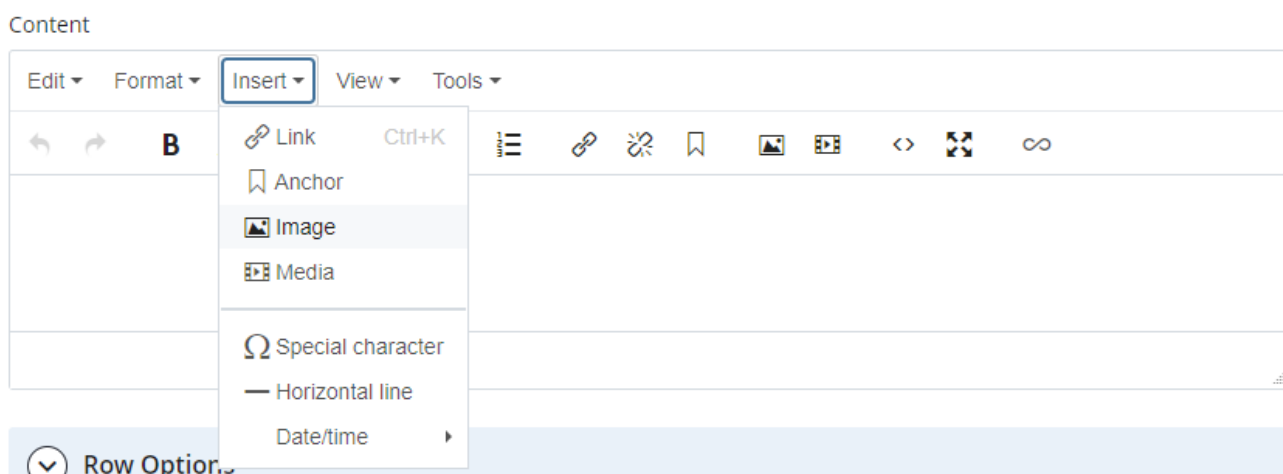 Content
Edit Format Insert View Tools
B
Link Ctrl+K
Anchor
Image
Media
Ω Special character
Horizontal line
Date/time
Row Options